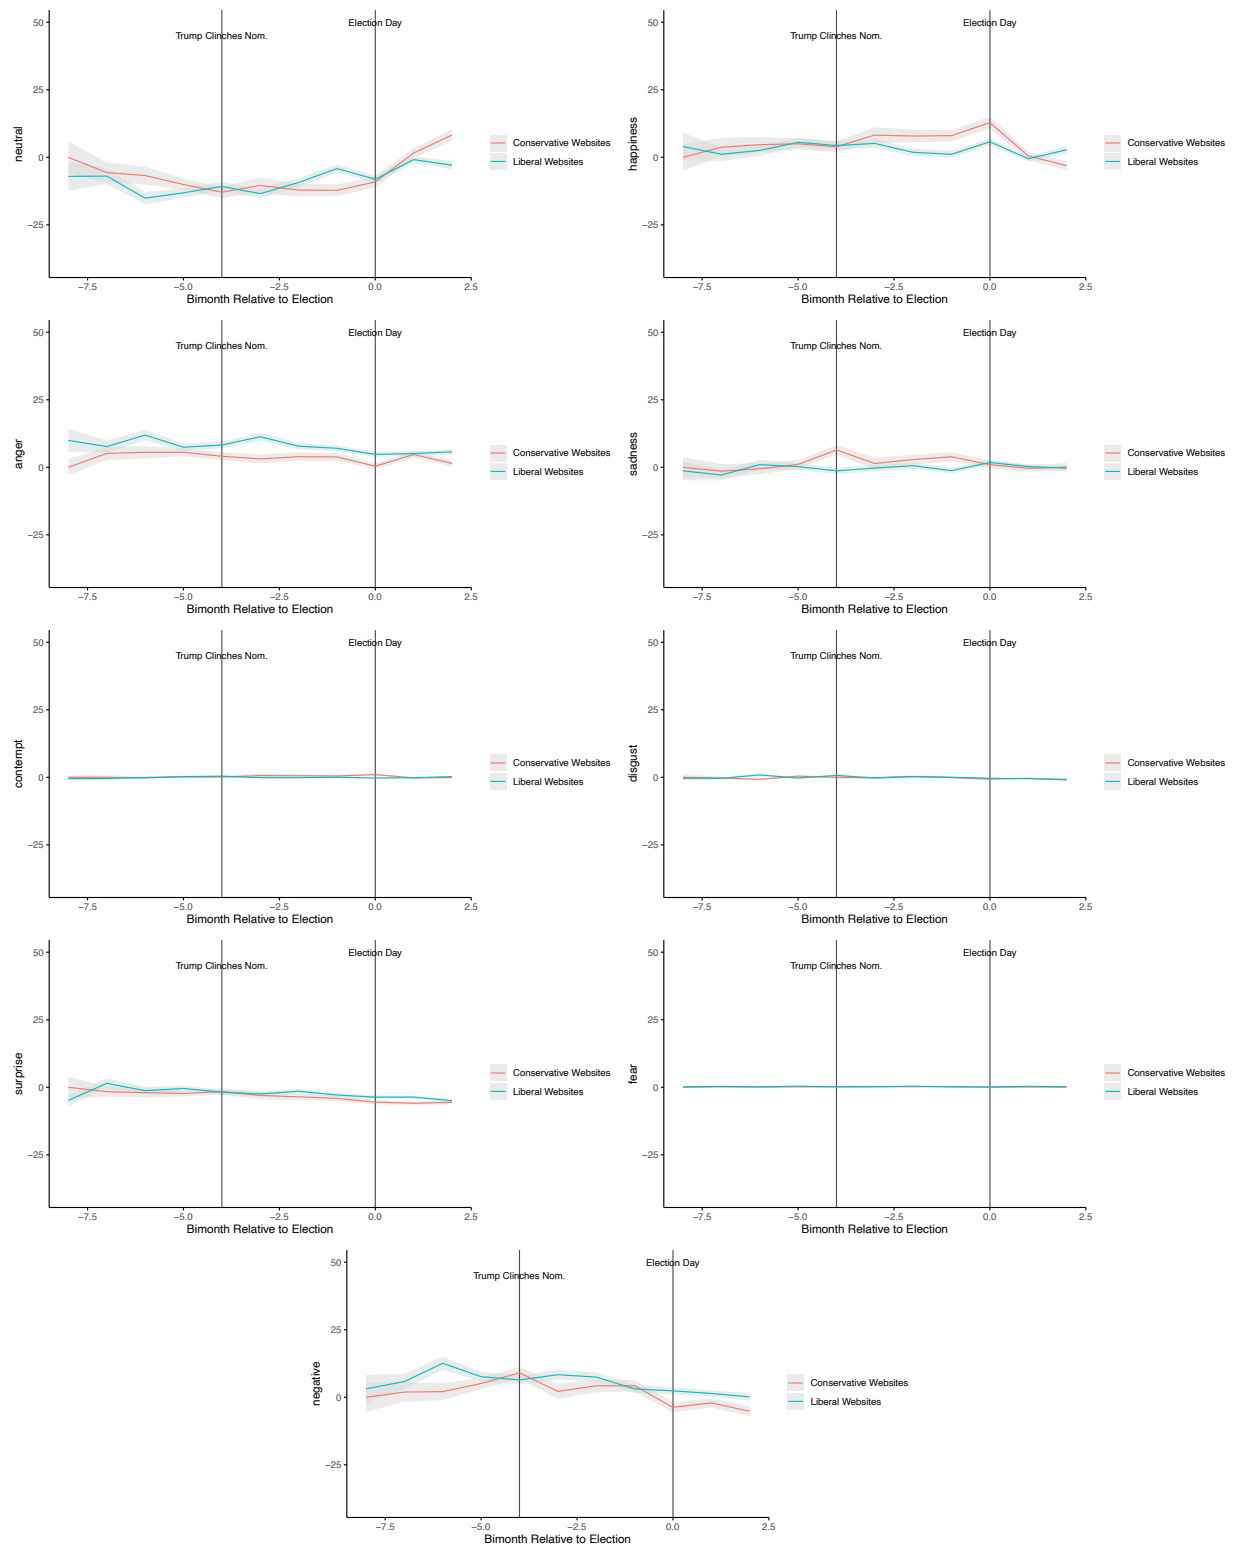 50
25
0
−25
neutral
Election Day
Trump Clinches Nom.
−7.5 −5.0 −2.5 0.0 2.5
Bimonth Relative to Election
Conservative Websites
Liberal Websites
50
25
0
−25
happiness
Election Day
Trump Clinches Nom.
−7.5 −5.0 −2.5 0.0 2.5
Bimonth Relative to Election
Conservative Websites
Liberal Websites
50
25
0
−25
anger
Election Day
Trump Clinches Nom.
−7.5 −5.0 −2.5 0.0 2.5
Bimonth Relative to Election
Conservative Websites
Liberal Websites
50
25
0
−25
sadness
Election Day
Trump Clinches Nom.
−7.5 −5.0 −2.5 0.0 2.5
Bimonth Relative to Election
Conservative Websites
Liberal Websites
50
25
0
−25
contempt
Election Day
Trump Clinches Nom.
−7.5 −5.0 −2.5 0.0 2.5
Bimonth Relative to Election
Conservative Websites
Liberal Websites
50
25
0
−25
disgust
Election Day
Trump Clinches Nom.
−7.5 −5.0 −2.5 0.0 2.5
Bimonth Relative to Election
Conservative Websites
Liberal Websites
50
25
0
−25
surprise
Election Day
Trump Clinches Nom.
−7.5 −5.0 −2.5 0.0 2.5
Bimonth Relative to Election
Conservative Websites
Liberal Websites
50
25
0
−25
fear
Election Day
Trump Clinches Nom.
−7.5 −5.0 −2.5 0.0 2.5
Bimonth Relative to Election
Conservative Websites
Liberal Websites
50
25
0
−25
negative
Election Day
Trump Clinches Nom.
−7.5 −5.0 −2.5 0.0 2.5
Bimonth Relative to Election
Conservative Websites
Liberal Websites